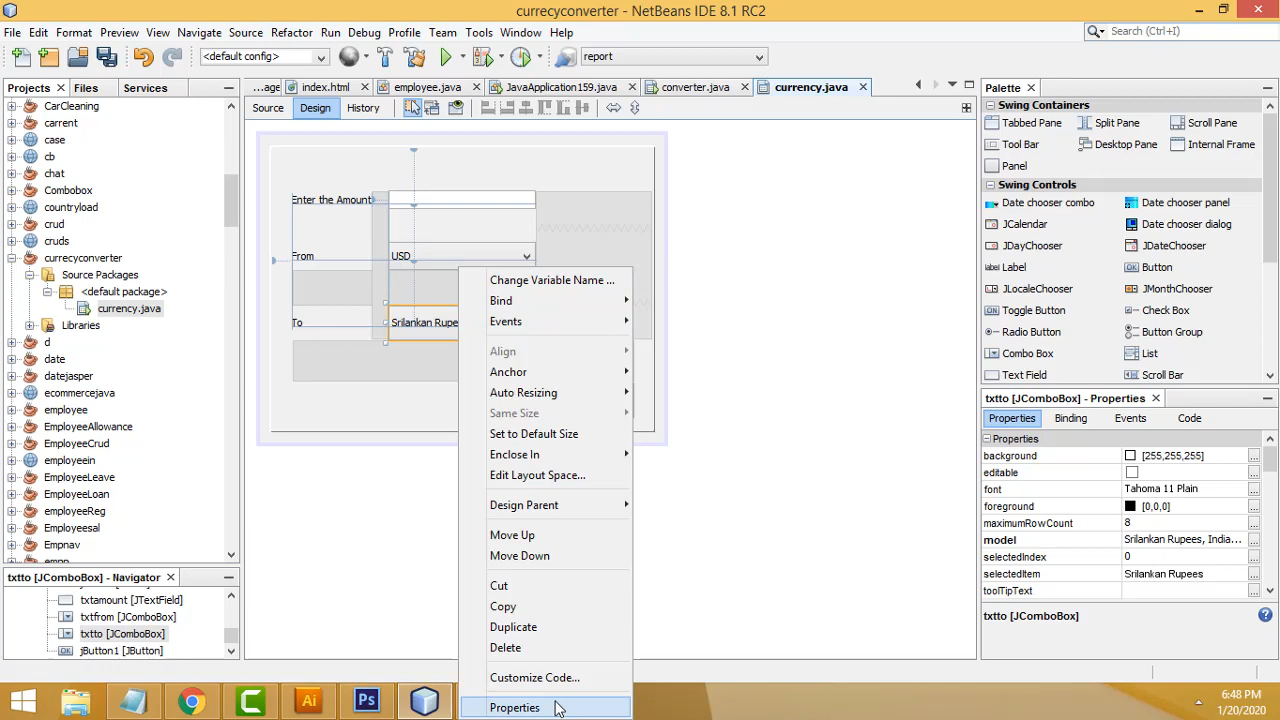 currecyconverter - NetBeans IDE 8.1 RC2
File Edit Format Preview View Navigate Source Refactor Run Debug Profile Team Tools Window Help
Search (Ctrl+I)
<default config>
report
Projects Files Services
...age index.html employee.java JavaApplication159.java converter.java currency.java
Source Design History
CarCleaning
carrent
case
cb
chat
Combobox
countryload
crud
cruds
currecyconverter
Source Packages
<default package>
currency.java
Libraries
d
date
datejasper
ecommercejava
employee
EmployeeAllowance
EmployeeCrud
employeein
EmployeeLeave
EmployeeLoan
employeeReg
Employeesal
Empnav
empp
txtto [JComboBox] - Navigator
txtamount [JTextField]
txtfrom [JComboBox]
txtto [JComboBox]
jButton1 [JButton]
Enter the Amount
From
USD
To
Srilankan Rupe
Change Variable Name ...
Bind
Events
Align
Anchor
Auto Resizing
Same Size
Set to Default Size
Enclose In
Edit Layout Space...
Design Parent
Move Up
Move Down
Cut
Copy
Duplicate
Delete
Customize Code...
Properties
Palette
Swing Containers
Tabbed Pane Split Pane Scroll Pane
Tool Bar Desktop Pane Internal Frame
Panel
Swing Controls
Date chooser combo Date chooser panel
JCalendar Date chooser dialog
JDayChooser JDateChooser
Label Button
JLocaleChooser JMonthChooser
Toggle Button Check Box
Radio Button Button Group
Combo Box List
Text Field Scroll Bar
txtto [JComboBox] - Properties
Properties Binding Events Code
Properties
background [255,255,255]
editable
font Tahoma 11 Plain
foreground [0,0,0]
maximumRowCount 8
model Srilankan Rupees, India...
selectedIndex 0
selectedItem Srilankan Rupees
toolTipText
txtto [JComboBox]
Ai
Ps
6:48 PM
1/20/2020